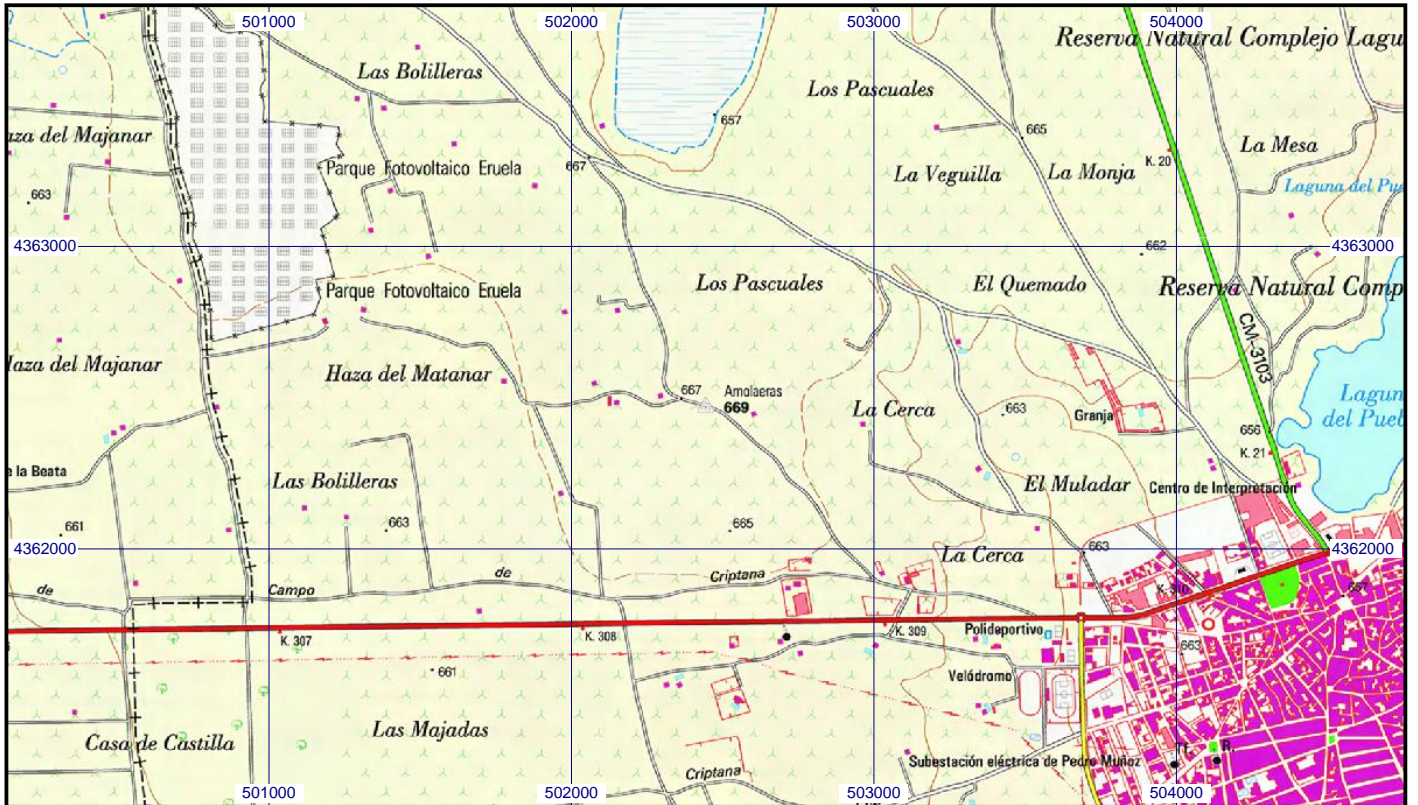 501000
502000
503000
504000
Reserva Natural Complejo Lagu
Las Bolilleras
Los Pascuales
657
aza del Majanar
665
K. 20
La Mesa
667
Parque Fotovoltaico Eruela
La Veguilla
La Monja
Laguna del Pue
663
4363000
4363000
662
Los Pascuales
El Quemado
Reserva Natural Comp
Parque Fotovoltaico Eruela
CM-3103
Haza del Majanar
Haza del Matanar
667
Amolaeras
669
La Cerca
663
Granja
Lagun
del Pueb
656
K. 21
e la Beata
Las Bolilleras
El Muladar
Centro de Interpretación
661
663
665
4362000
663
4362000
La Cerca
de
Campo
de
Criptana
K. 310
657
K. 307
K. 308
K. 309
Polideportivo
663
661
Velódromo
Las Majadas
Casa de Castilla
Tf.
R.
Subestación eléctrica de Pedro Muñoz
Criptana
501000
502000
503000
504000